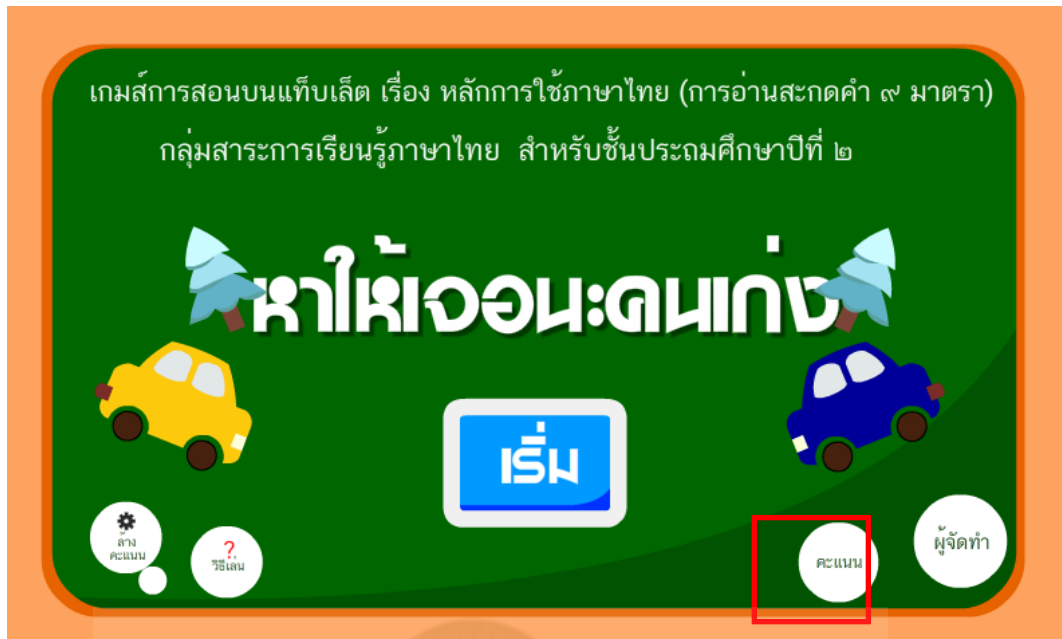 เกมส์การสอนบนแท็บเล็ต เรื่อง หลักการใช้ภาษาไทย (การอ่านสะกดคำ ๙ มาตรา)
กลุ่มสาระการเรียนรู้ภาษาไทย สำหรับชั้นประถมศึกษาปีที่ ๒
หาให้เจอนะคนเก่ง
เริ่ม
ล้าง
คะแนน
?
วิธีเล่น
คะแนน
ผู้จัดทำ